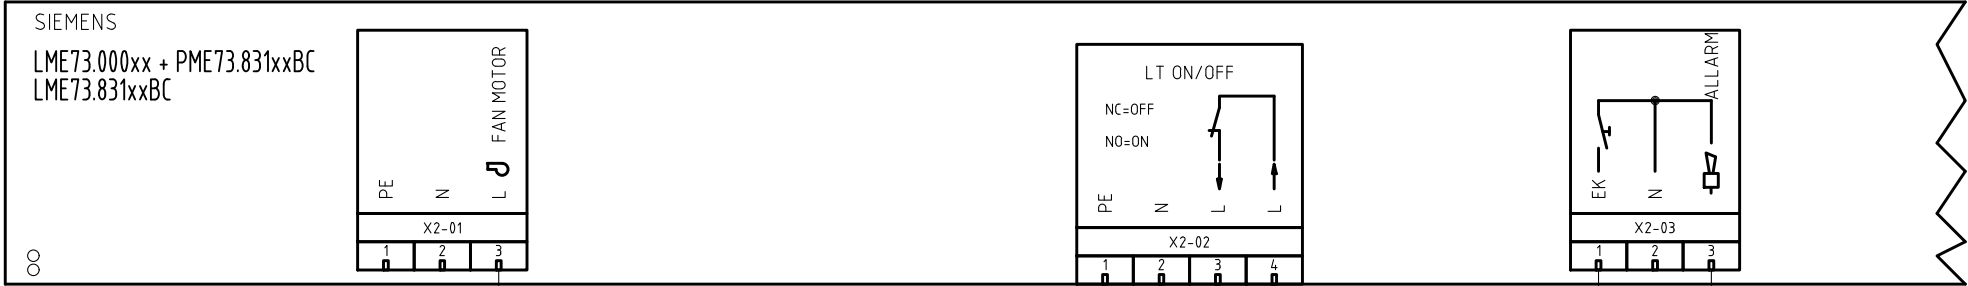 SIEMENS
LME73.000xx + PME73.831xxBC
LME73.831xxBC
PE
N
L
FAN MOTOR
X2-01
1 2 3
LT ON/OFF
NC=OFF
NO=ON
PE
N
L
L
X2-02
1 2 3 4
ALLARM
EK
N
X2-03
1 2 3